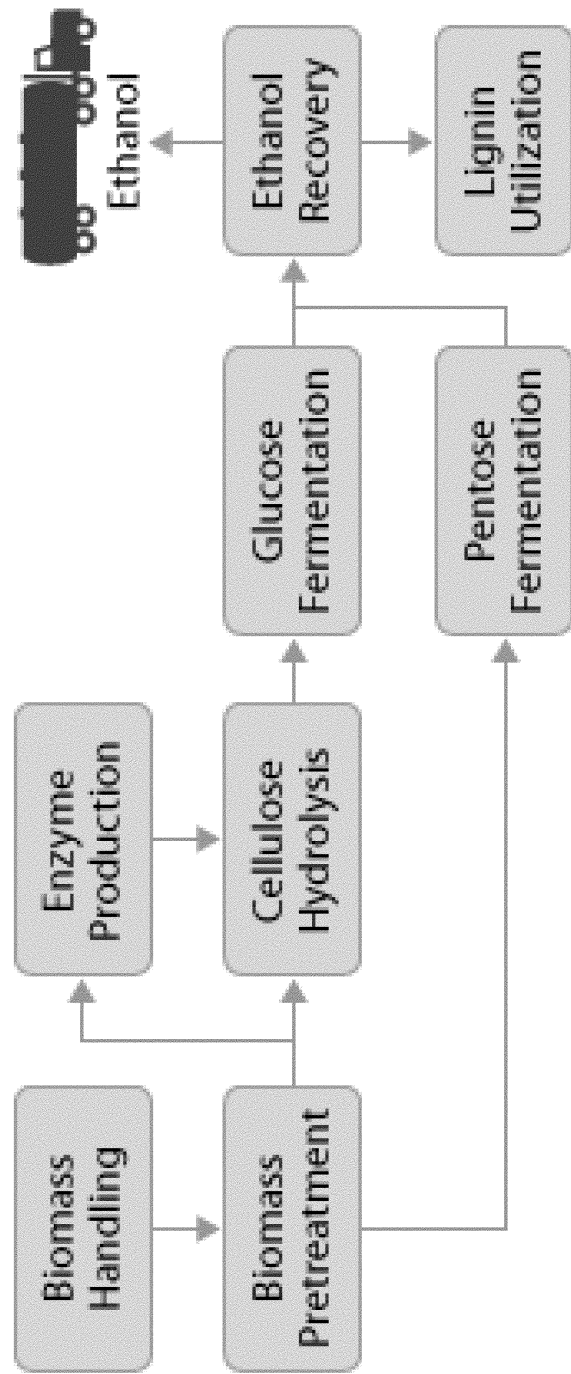 Biomass
Handling
Biomass
Pretreatment
Enzyme
Production
Cellulose
Hydrolysis
Glucose
Fermentation
Pentose
Fermentation
Ethanol
Ethanol
Recovery
Lignin
Utilization